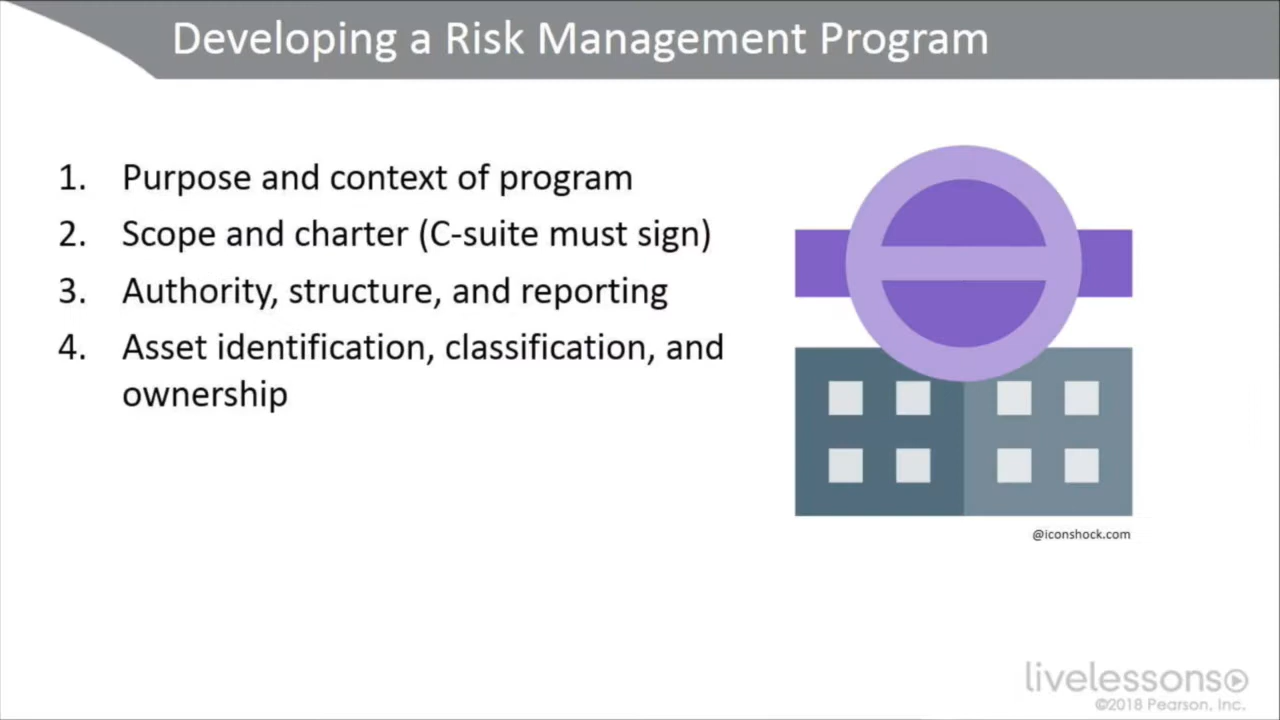 Developing a Risk Management Program
1. Purpose and context of program
2. Scope and charter (C-suite must sign)
3. Authority, structure, and reporting
4. Asset identification, classification, and
ownership
@iconshock.com
livelessons
©2018 Pearson, Inc.